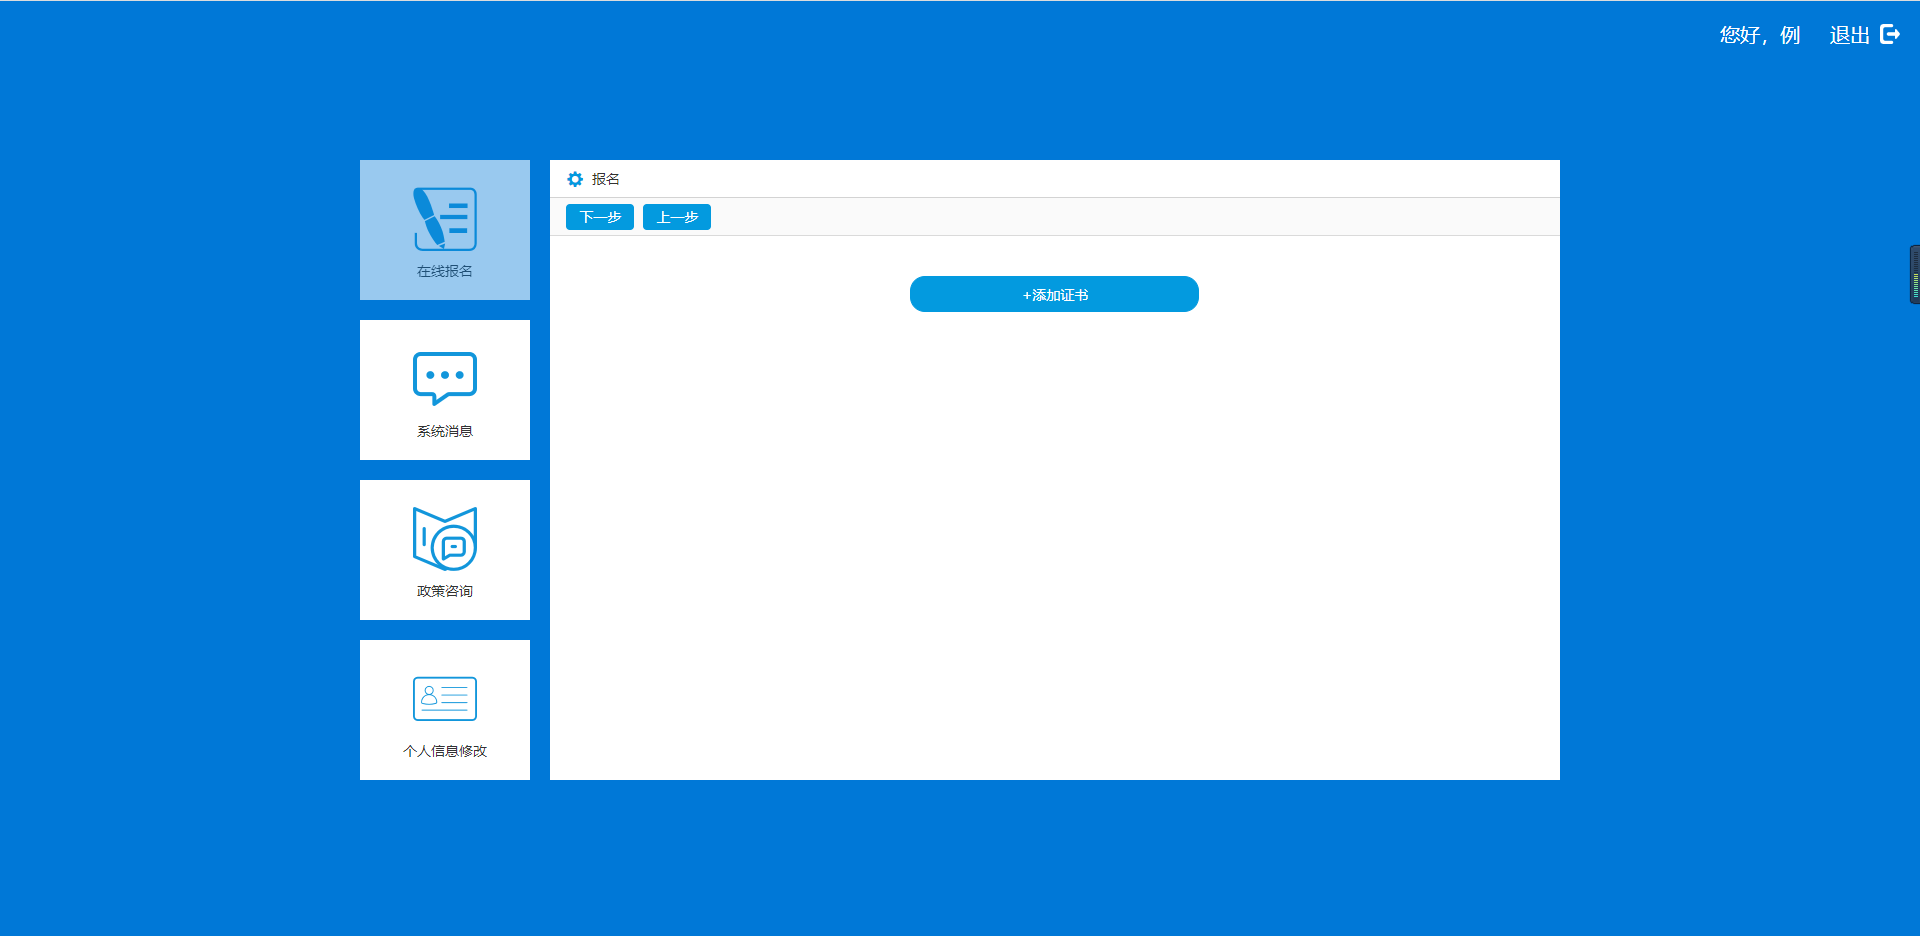 您好，例 退出
在线报名
系统消息
政策咨询
个人信息修改
报名
下一步 上一步
+添加证书